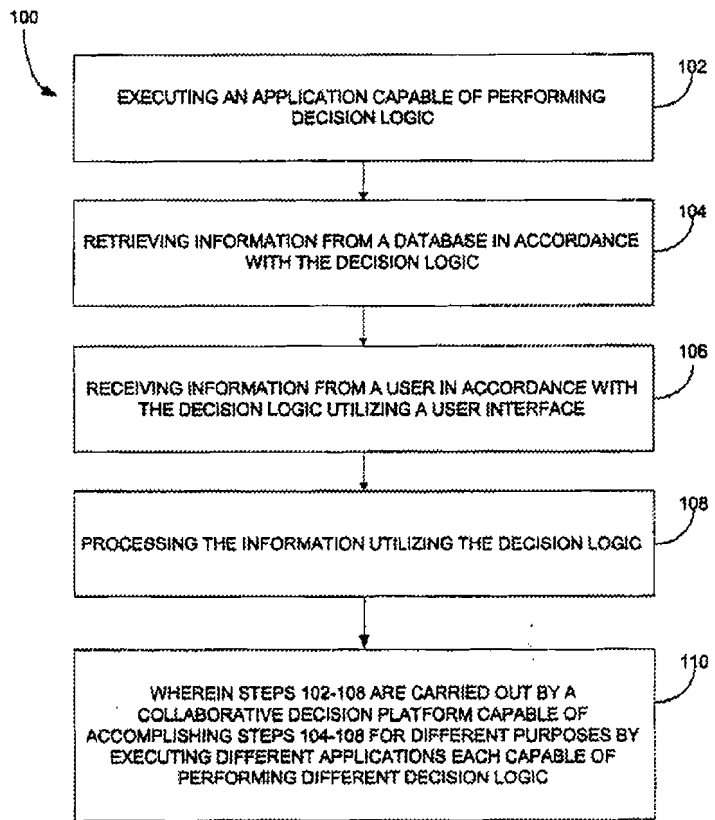 100
102
EXECUTING AN APPLICATION CAPABLE OF PERFORMING
DECISION LOGIC
104
RETRIEVING INFORMATION FROM A DATABASE IN ACCORDANCE
WITH THE DECISION LOGIC
106
RECEIVING INFORMATION FROM A USER IN ACCORDANCE WITH
THE DECISION LOGIC UTILIZING A USER INTERFACE
108
PROCESSING THE INFORMATION UTILIZING THE DECISION LOGIC
110
WHEREIN STEPS 102-108 ARE CARRIED OUT BY A
COLLABORATIVE DECISION PLATFORM CAPABLE OF
ACCOMPLISHING STEPS 104-108 FOR DIFFERENT PURPOSES BY
EXECUTING DIFFERENT APPLICATIONS EACH CAPABLE OF
PERFORMING DIFFERENT DECISION LOGIC